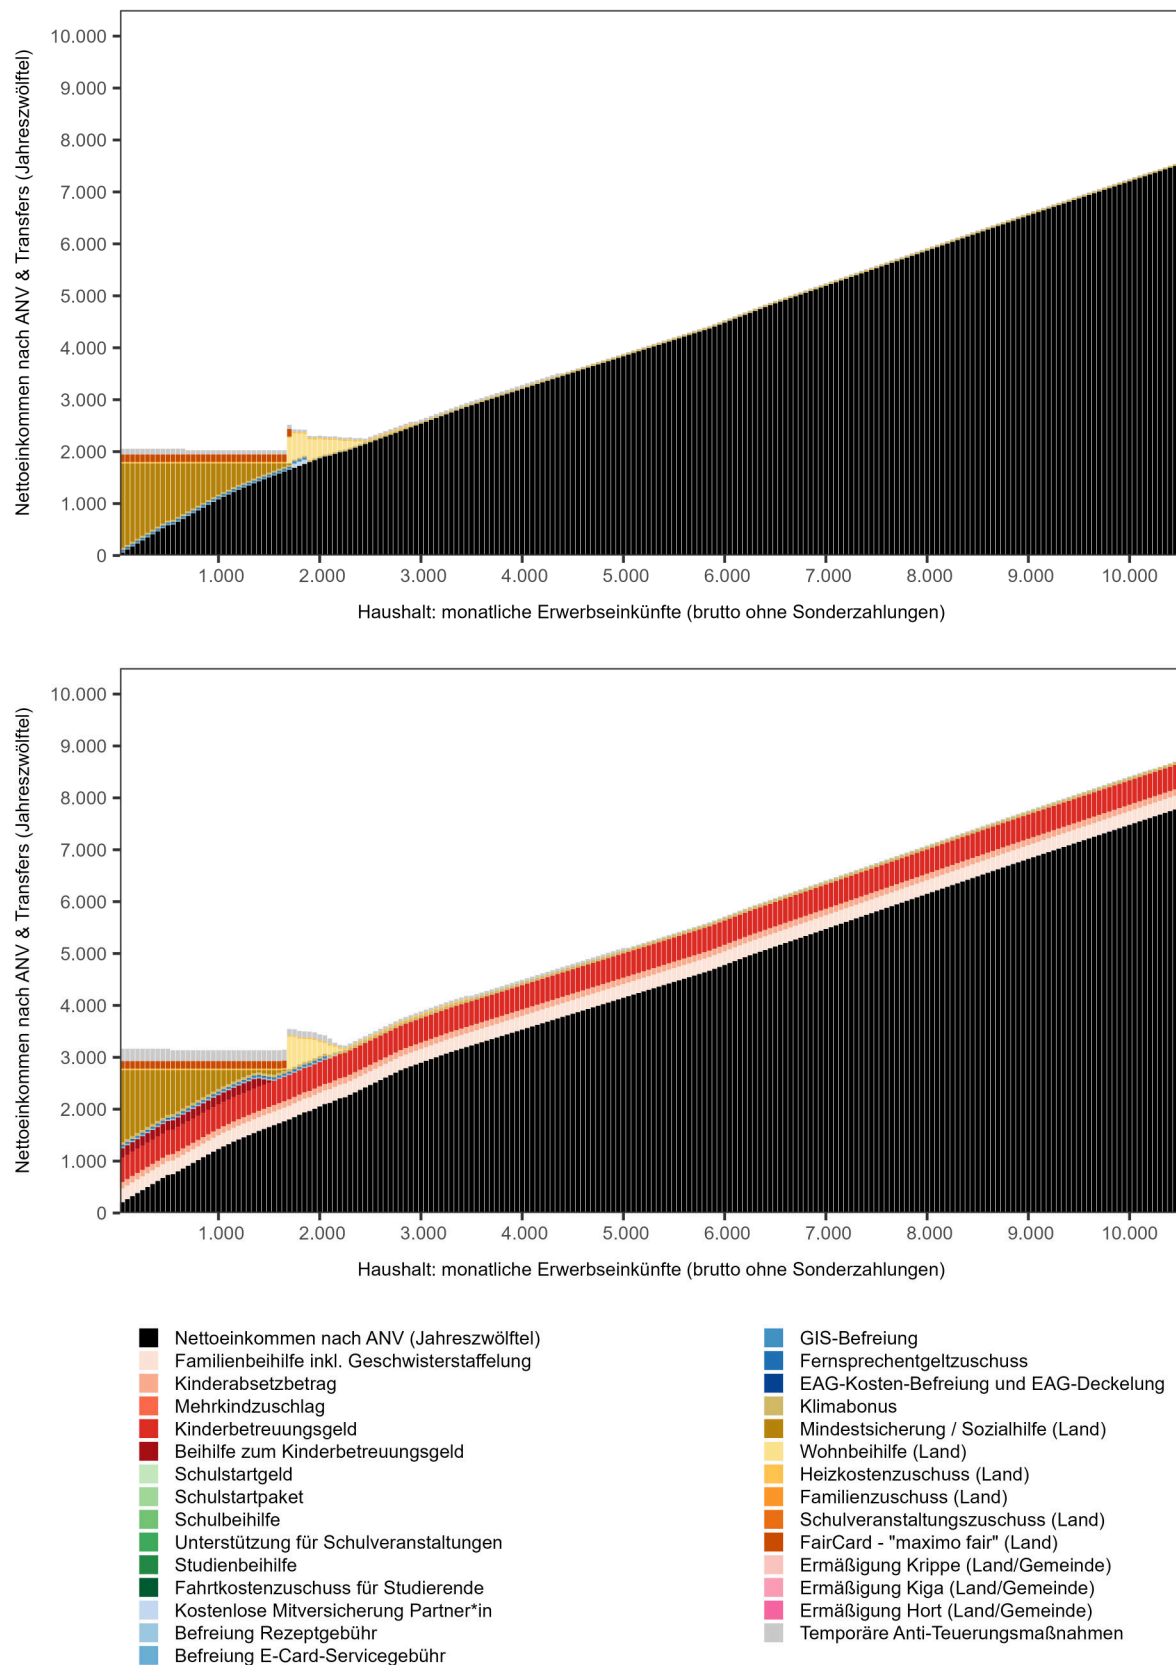 Nettoeinkommen nach ANV & Transfers (Jahreszwölftel)
10.000
9.000
8.000
7.000
6.000
5.000
4.000
3.000
2.000
1.000
0
1.000 2.000 3.000 4.000 5.000 6.000 7.000 8.000 9.000 10.000
Haushalt: monatliche Erwerbseinkünfte (brutto ohne Sonderzahlungen)
Nettoeinkommen nach ANV & Transfers (Jahreszwölftel)
10.000
9.000
8.000
7.000
6.000
5.000
4.000
3.000
2.000
1.000
0
1.000 2.000 3.000 4.000 5.000 6.000 7.000 8.000 9.000 10.000
Haushalt: monatliche Erwerbseinkünfte (brutto ohne Sonderzahlungen)
Nettoeinkommen nach ANV (Jahreszwölftel)
Familienbeihilfe inkl. Geschwisterstaffelung
Kinderabsetzbetrag
Mehrkindzuschlag
Kinderbetreuungsgeld
Beihilfe zum Kinderbetreuungsgeld
Schulstartgeld
Schulstartpaket
Schulbeihilfe
Unterstützung für Schulveranstaltungen
Studienbeihilfe
Fahrtkostenzuschuss für Studierende
Kostenlose Mitversicherung Partner*in
Befreiung Rezeptgebühr
Befreiung E-Card-Servicegebühr
GIS-Befreiung
Fernsprechentgeltzuschuss
EAG-Kosten-Befreiung und EAG-Deckelung
Klimabonus
Mindestsicherung / Sozialhilfe (Land)
Wohnbeihilfe (Land)
Heizkostenzuschuss (Land)
Familienzuschuss (Land)
Schulveranstaltungszuschuss (Land)
FairCard - "maximo fair" (Land)
Ermäßigung Krippe (Land/Gemeinde)
Ermäßigung Kiga (Land/Gemeinde)
Ermäßigung Hort (Land/Gemeinde)
Temporäre Anti-Teuerungsmaßnahmen